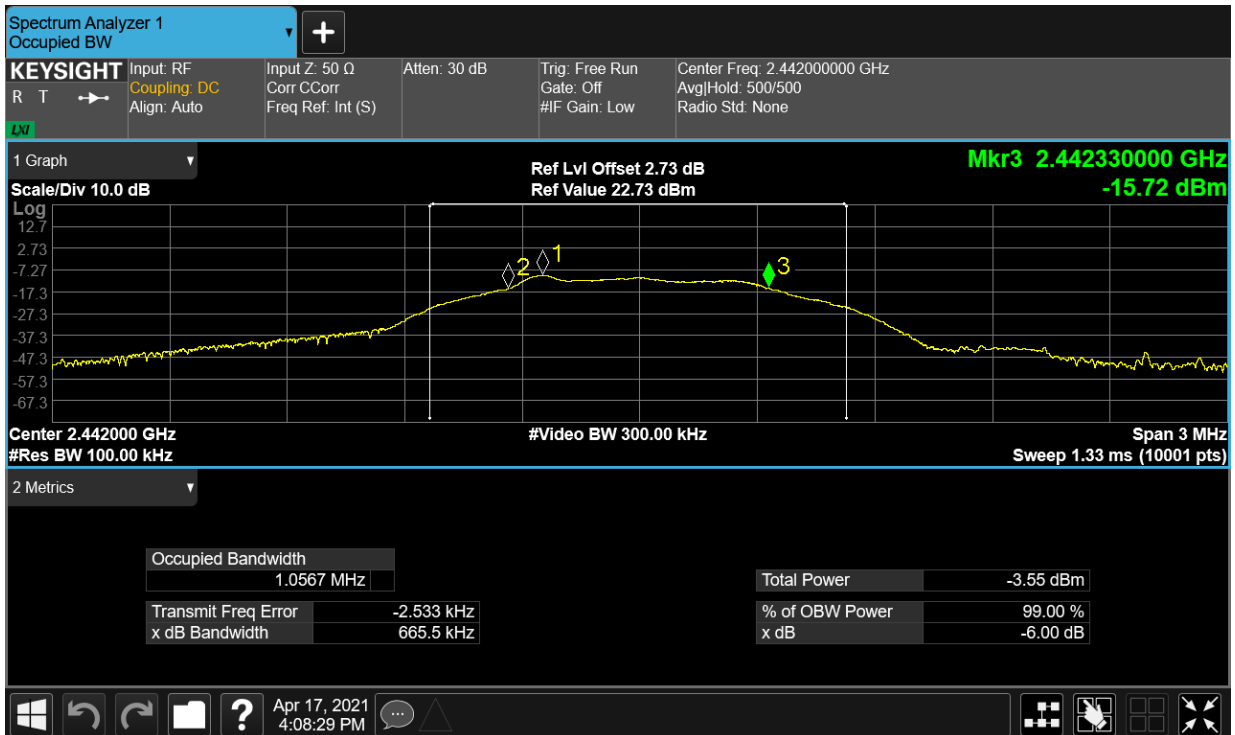 Spectrum Analyzer 1
Occupied BW
KEYSIGHT
R T
LXI
Input: RF
Coupling: DC
Align: Auto
Input Z: 50 Ω
Corr CCorr
Freq Ref: Int (S)
Atten: 30 dB
Trig: Free Run
Gate: Off
#IF Gain: Low
Center Freq: 2.442000000 GHz
Avg|Hold: 500/500
Radio Std: None
1 Graph
Scale/Div 10.0 dB
Ref Lvl Offset 2.73 dB
Ref Value 22.73 dBm
Mkr3 2.442330000 GHz
-15.72 dBm
Log
12.7
2.73
-7.27
-17.3
-27.3
-37.3
-47.3
-57.3
-67.3
2
1
3
Center 2.442000 GHz
#Video BW 300.00 kHz
Span 3 MHz
#Res BW 100.00 kHz
Sweep 1.33 ms (10001 pts)
2 Metrics
Occupied Bandwidth
1.0567 MHz
Transmit Freq Error -2.533 kHz
x dB Bandwidth 665.5 kHz
Total Power -3.55 dBm
% of OBW Power 99.00 %
x dB -6.00 dB
?
Apr 17, 2021
4:08:29 PM